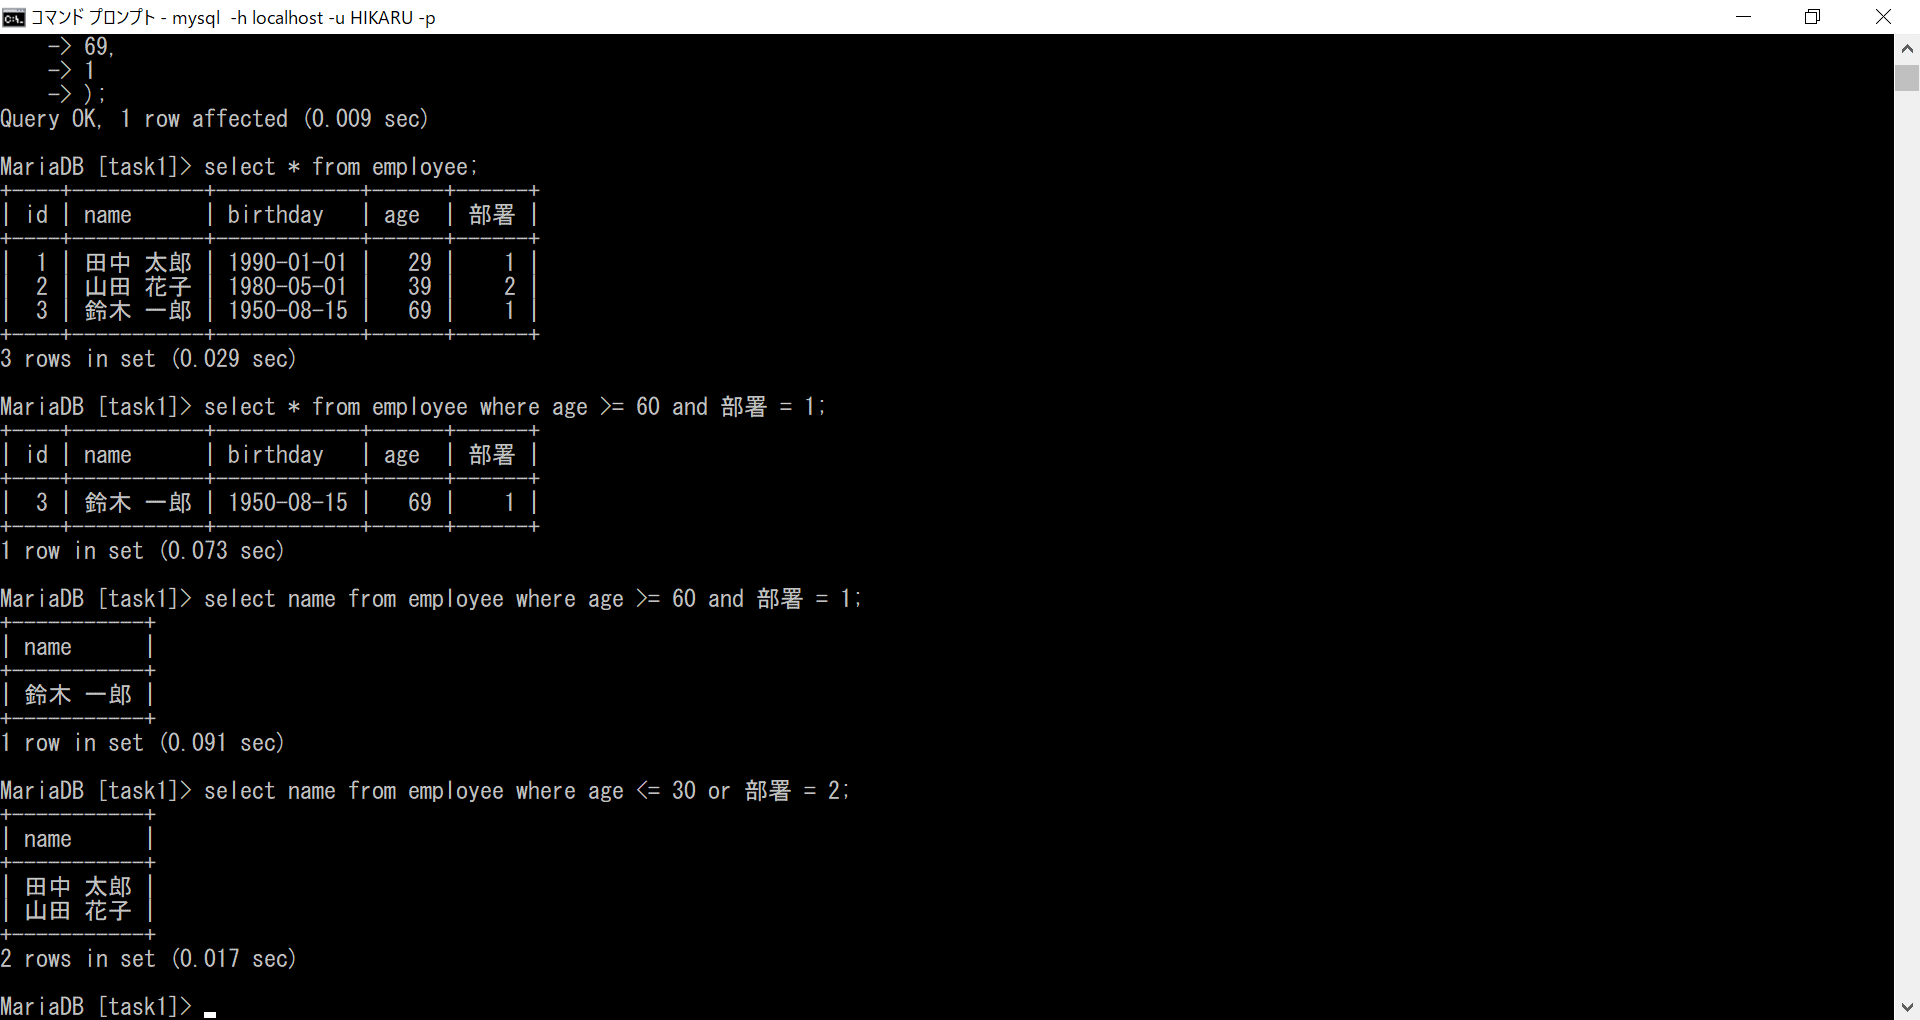 コマンド プロンプト - mysql  -h localhost -u HIKARU -p
    -> 69,
    -> 1
    -> );
Query OK, 1 row affected (0.009 sec)

MariaDB [task1]> select * from employee;
+----+-----------+------------+------+------+
| id | name      | birthday   | age  | 部署 |
+----+-----------+------------+------+------+
|  1 | 田中 太郎 | 1990-01-01 |   29 |    1 |
|  2 | 山田 花子 | 1980-05-01 |   39 |    2 |
|  3 | 鈴木 一郎 | 1950-08-15 |   69 |    1 |
+----+-----------+------------+------+------+
3 rows in set (0.029 sec)

MariaDB [task1]> select * from employee where age >= 60 and 部署 = 1;
+----+-----------+------------+------+------+
| id | name      | birthday   | age  | 部署 |
+----+-----------+------------+------+------+
|  3 | 鈴木 一郎 | 1950-08-15 |   69 |    1 |
+----+-----------+------------+------+------+
1 row in set (0.073 sec)

MariaDB [task1]> select name from employee where age >= 60 and 部署 = 1;
+-----------+
| name      |
+-----------+
| 鈴木 一郎 |
+-----------+
1 row in set (0.091 sec)

MariaDB [task1]> select name from employee where age <= 30 or 部署 = 2;
+-----------+
| name      |
+-----------+
| 田中 太郎 |
| 山田 花子 |
+-----------+
2 rows in set (0.017 sec)

MariaDB [task1]>